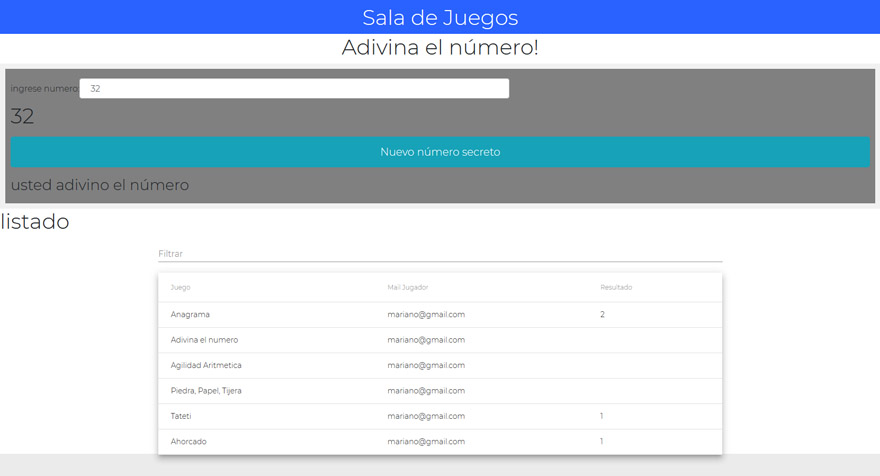 Sala de Juegos
Adivina el número!
ingrese numero: 32
32
Nuevo número secreto
usted adivino el número
listado
Filtrar
Juego Mail Jugador Resultado
Anagrama mariano@gmail.com 2
Adivina el numero mariano@gmail.com
Agilidad Aritmetica mariano@gmail.com
Piedra, Papel, Tijera mariano@gmail.com
Tateti mariano@gmail.com 1
Ahorcado mariano@gmail.com 1